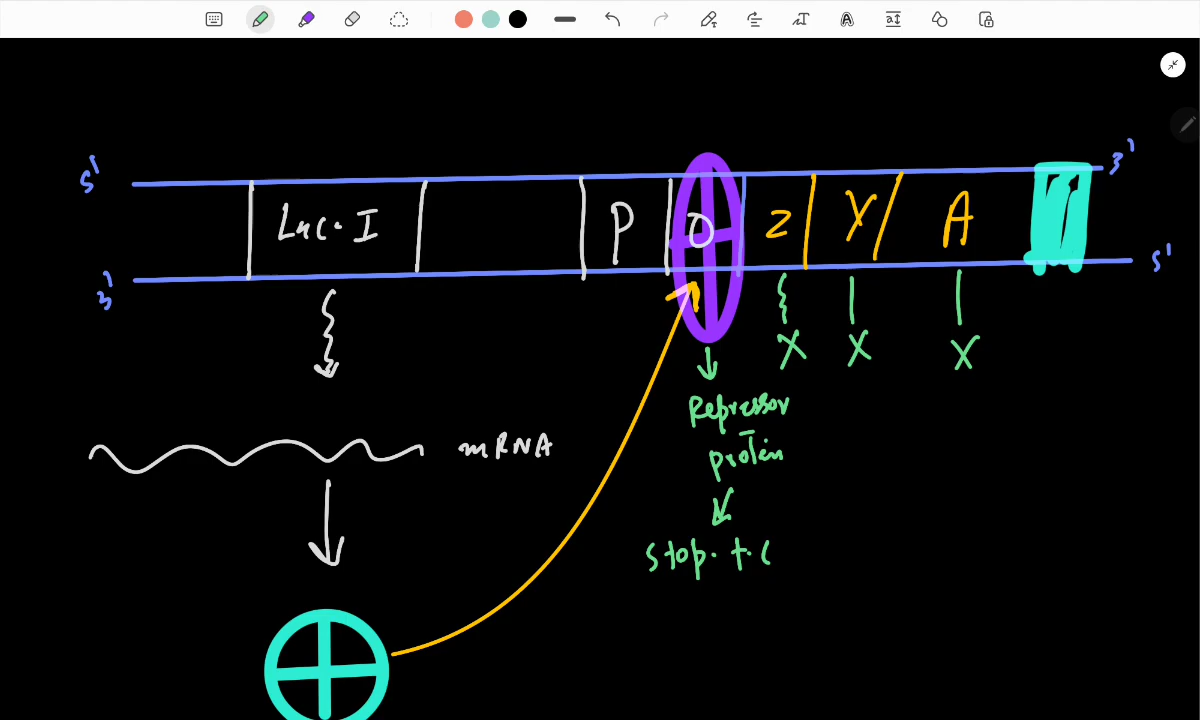 5' 3'
Lac. I P O Z Y A
3' 5'
X X X
Repressor
protein
mRNA
Stop. t. c